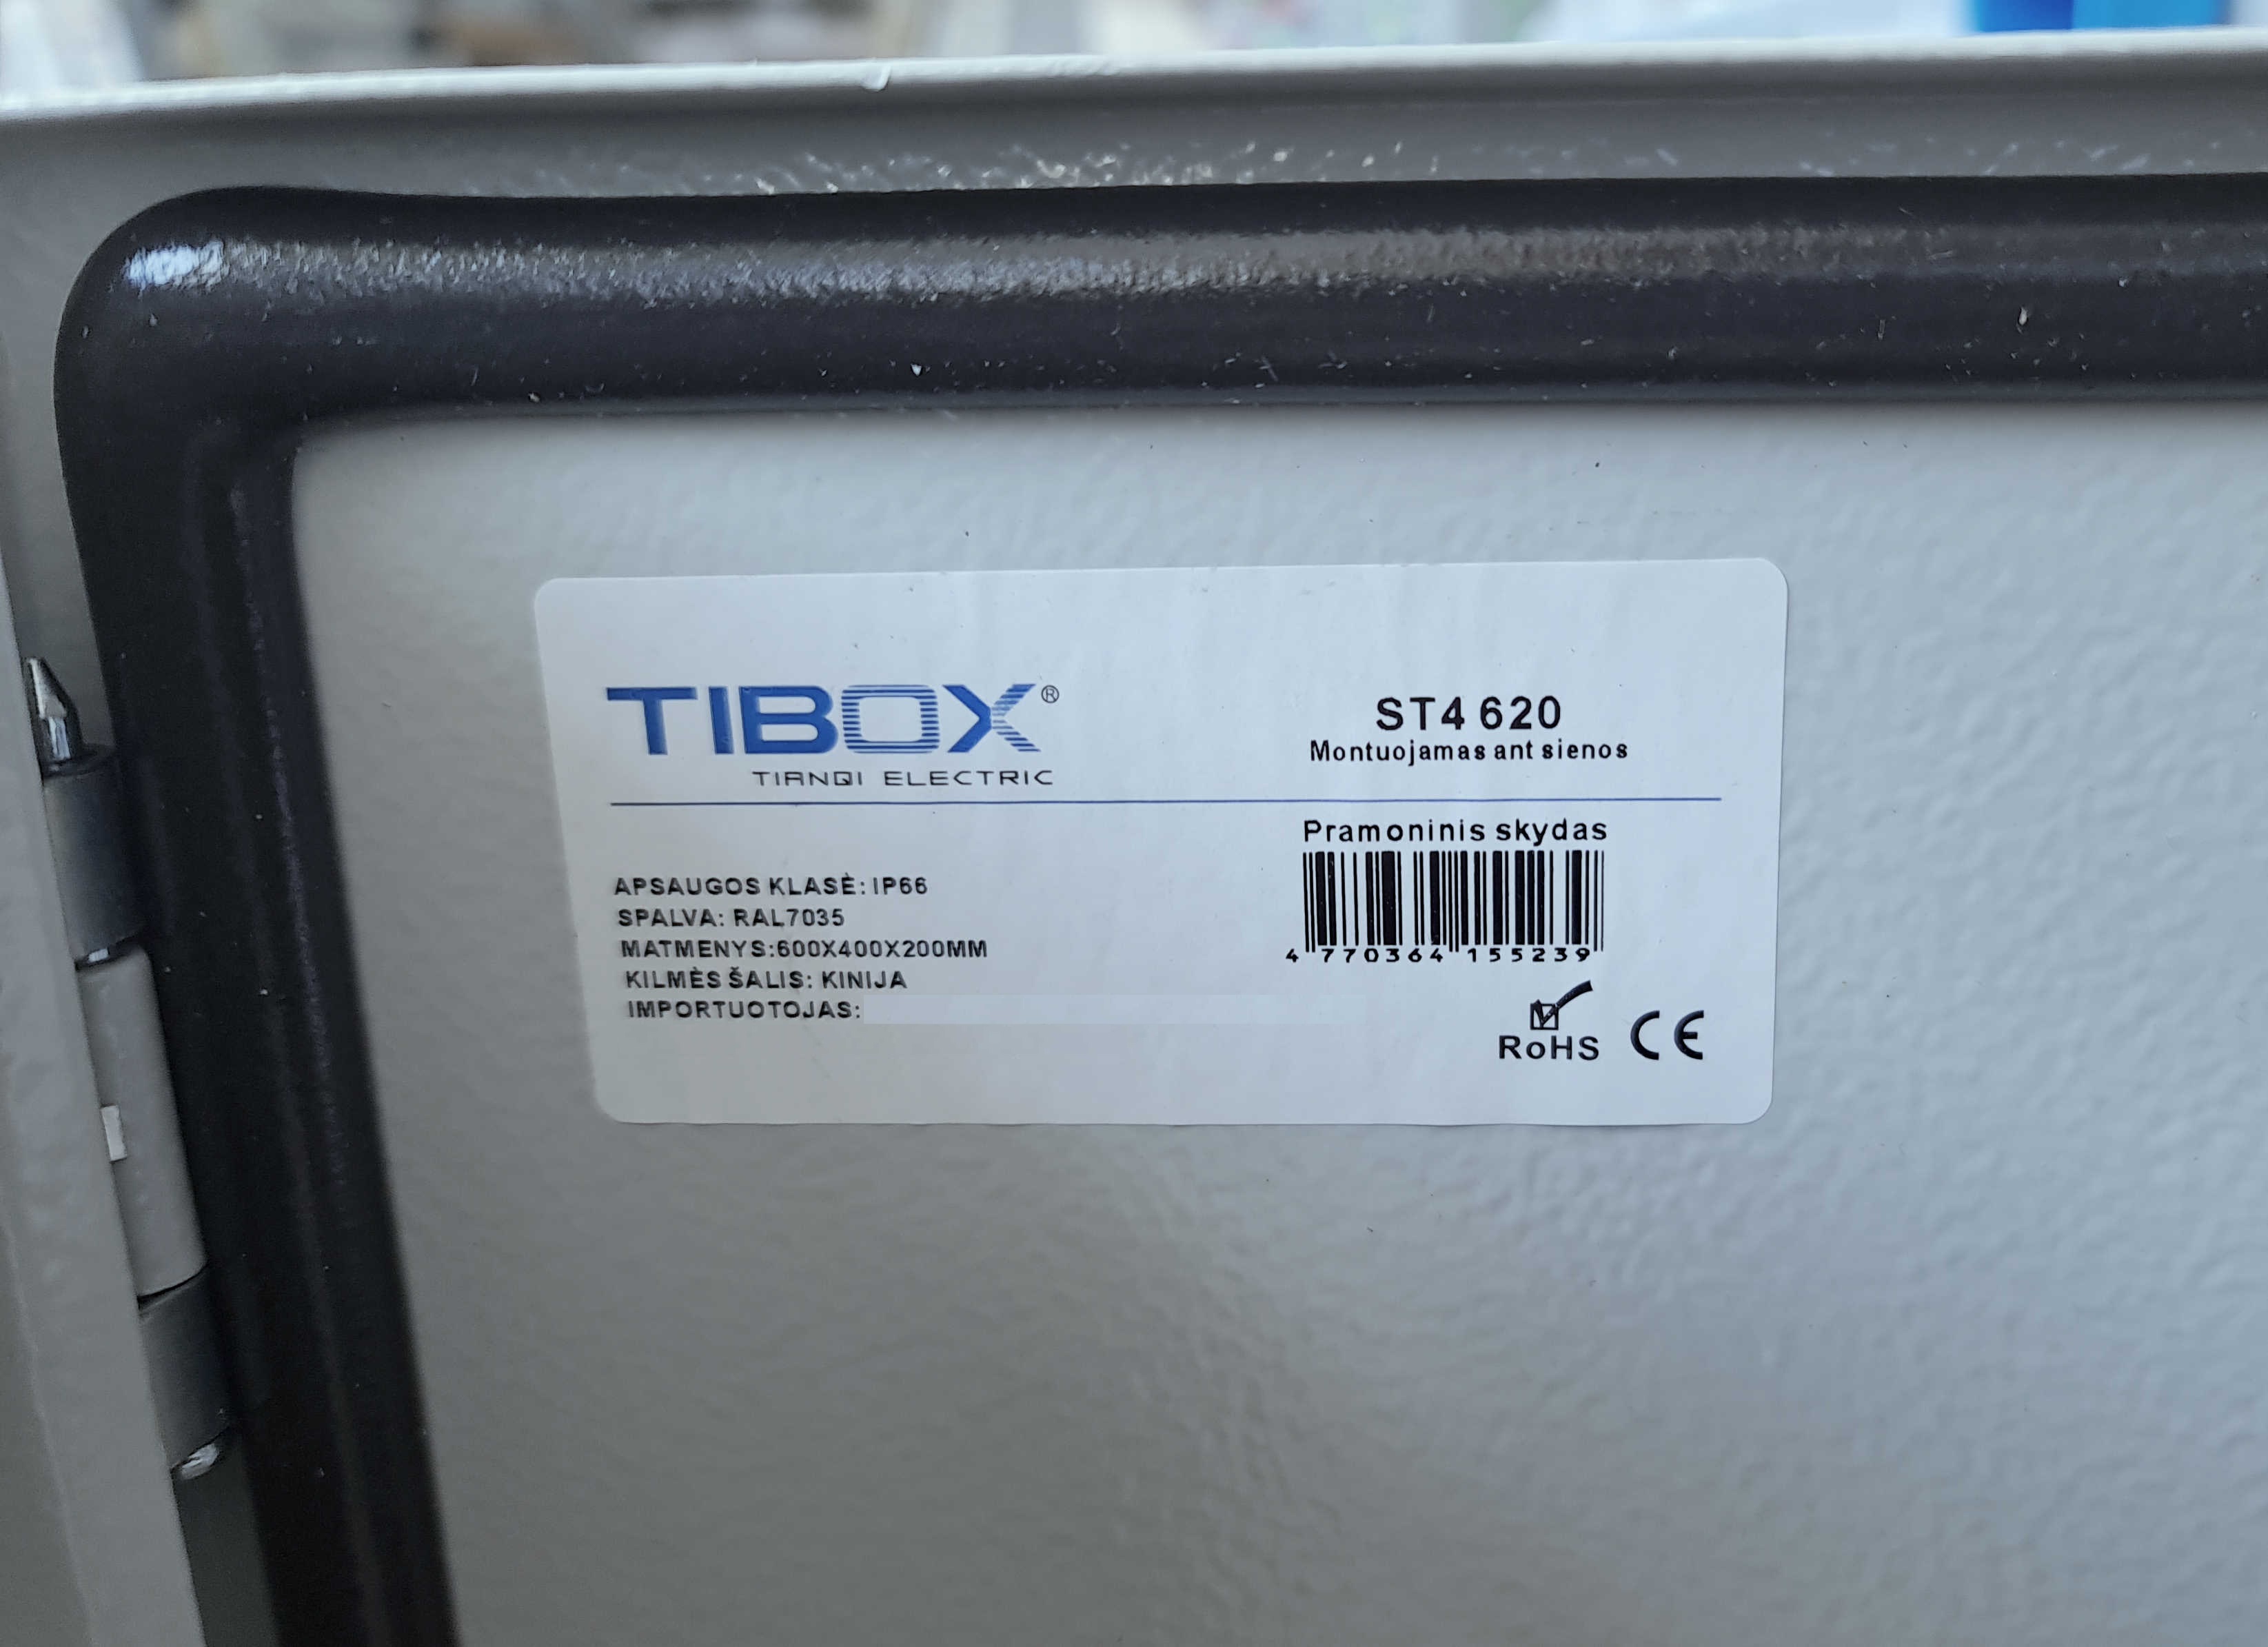 TIBOX®
TIANQI ELECTRIC
ST4 620
Montuojamas ant sienos
Pramoninis skydas
4 770364 155239
APSAUGOS KLASĖ: IP66
SPALVA: RAL7035
MATMENYS:600X400X200MM
KILMĖS ŠALIS: KINIJA
IMPORTUOTOJAS:
RoHS CE